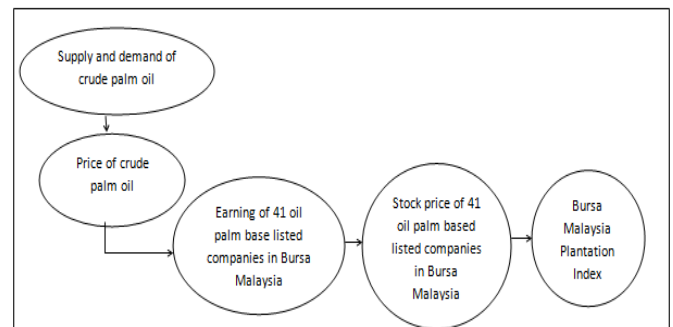 Supply and demand of
crude palm oil
Price of crude
palm oil
Earning of 41 oil
palm base listed
companies in Bursa
Malaysia
Stock price of 41
oil palm based
listed companies
in Bursa
Malaysia
Bursa
Malaysia
Plantation
Index